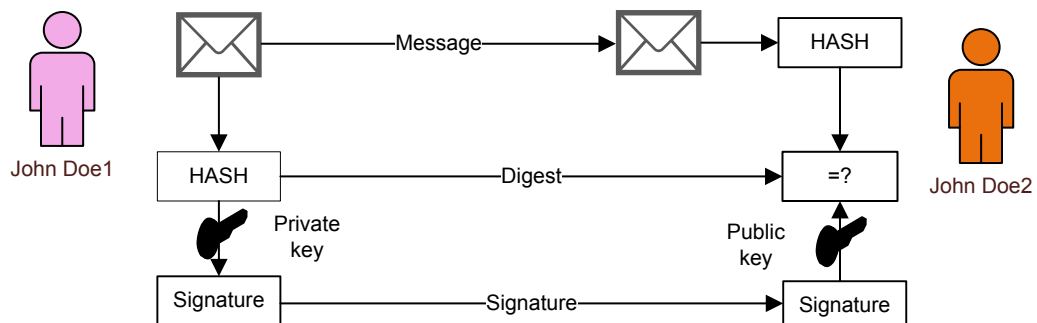 Message
HASH
John Doe1
HASH
Digest
=?
John Doe2
Private
key
Public
key
Signature
Signature
Signature